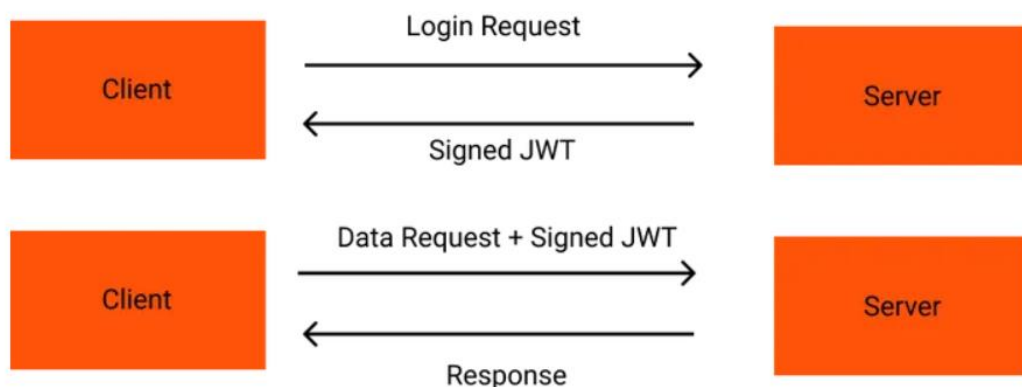 Login Request
Client
Server
Signed JWT
Data Request + Signed JWT
Client
Server
Response